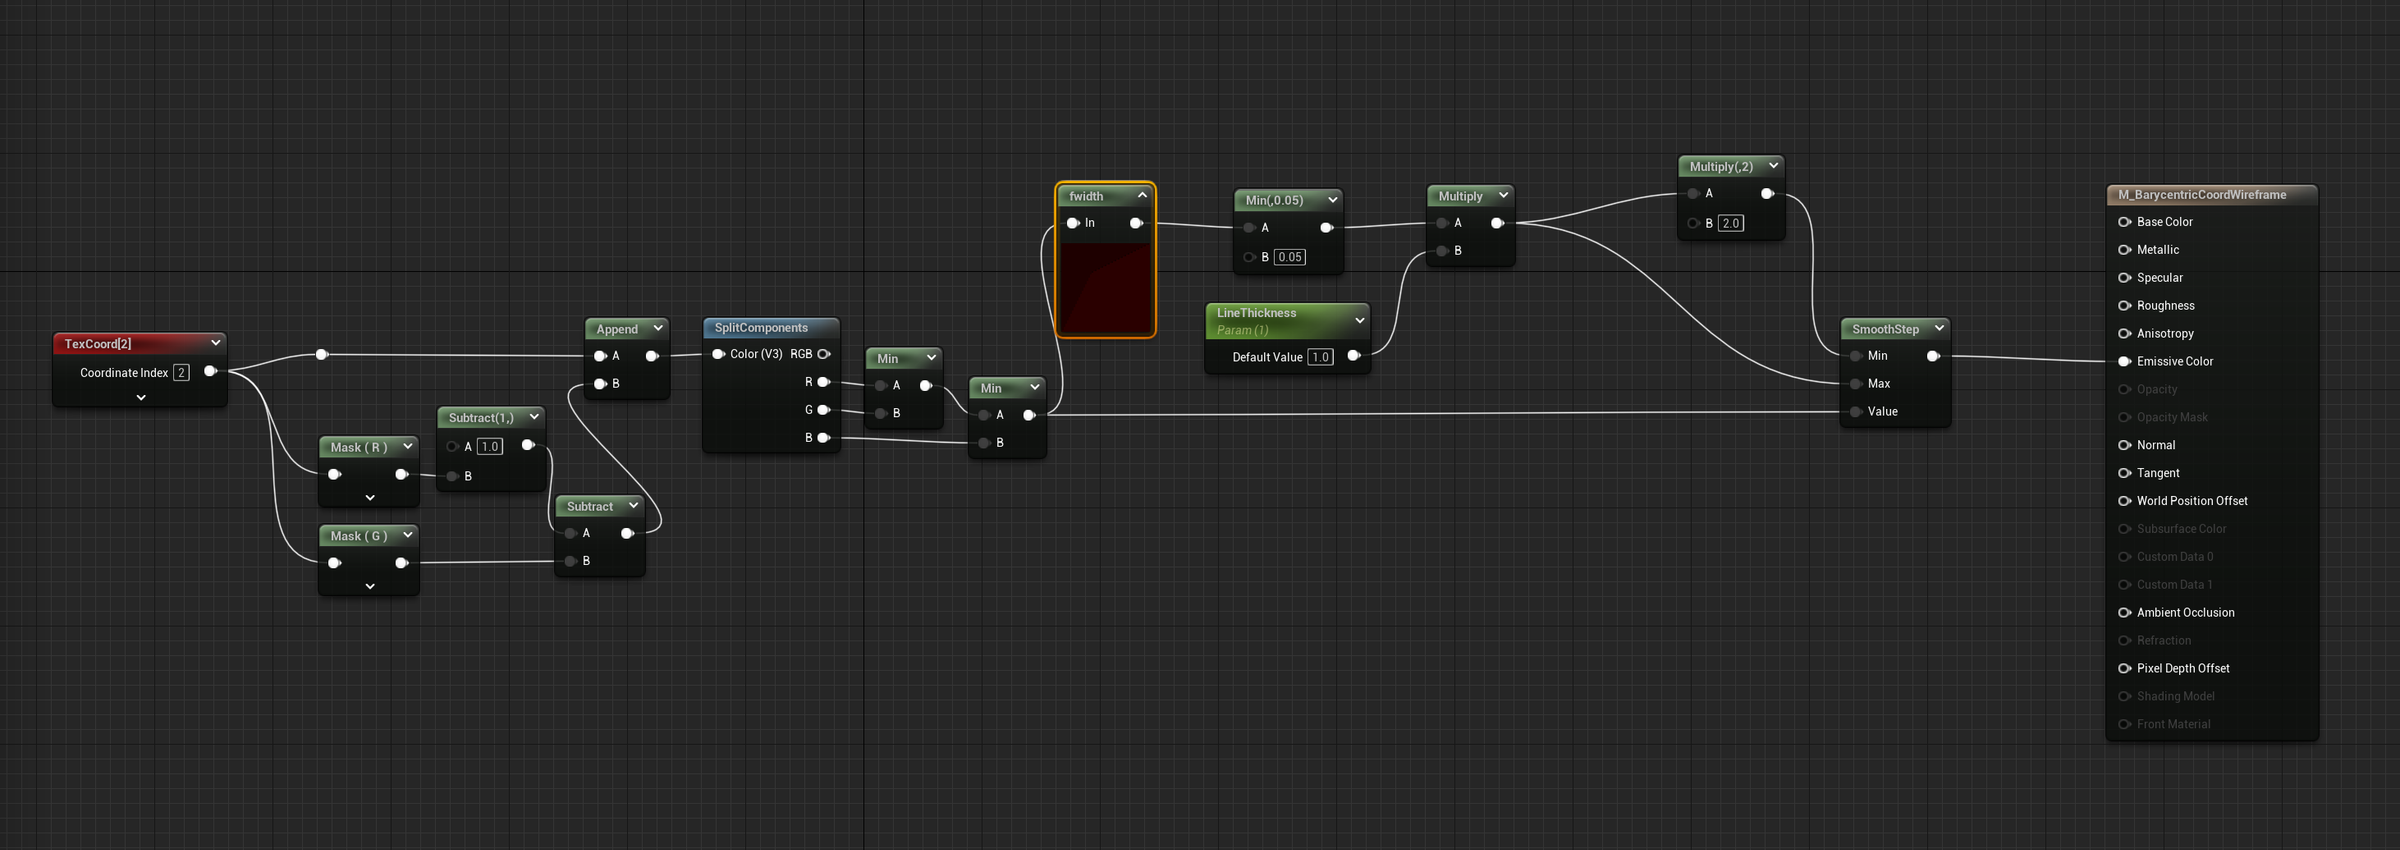 TexCoord[2]
Coordinate Index 2
Mask ( R )
Mask ( G )
Subtract(1,)
A 1.0
B
Subtract
A
B
Append
A
B
SplitComponents
Color (V3) RGB
R
G
B
Min
A
B
Min
A
B
fwidth
In
Min(,0.05)
A
B 0.05
LineThickness
Param (1)
Default Value 1.0
Multiply
A
B
Multiply(,2)
A
B 2.0
SmoothStep
Min
Max
Value
M_BarycentricCoordWireframe
Base Color
Metallic
Specular
Roughness
Anisotropy
Emissive Color
Opacity
Opacity Mask
Normal
Tangent
World Position Offset
Subsurface Color
Custom Data 0
Custom Data 1
Ambient Occlusion
Refraction
Pixel Depth Offset
Shading Model
Front Material